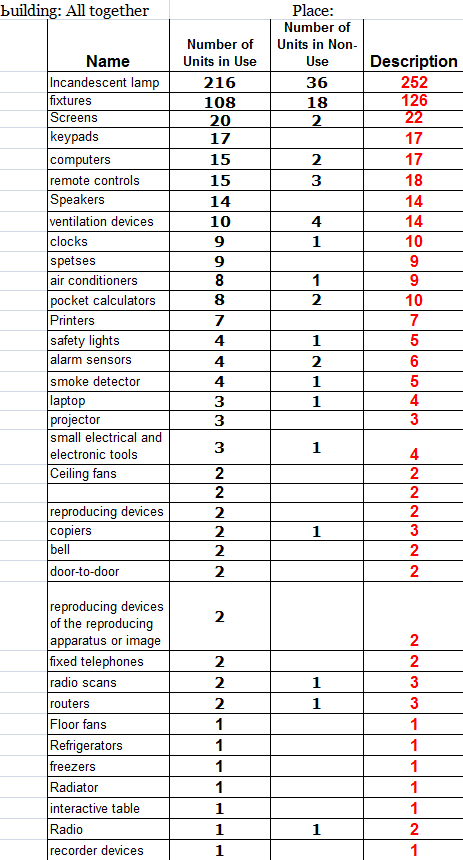 Building: All together Place:
Name Number of Units in Use Number of Units in Non-Use Description
Incandescent lamp 216 36 252
fixtures 108 18 126
Screens 20 2 22
keypads 17 17
computers 15 2 17
remote controls 15 3 18
Speakers 14 14
ventilation devices 10 4 14
clocks 9 1 10
spetses 9 9
air conditioners 8 1 9
pocket calculators 8 2 10
Printers 7 7
safety lights 4 1 5
alarm sensors 4 2 6
smoke detector 4 1 5
laptop 3 1 4
projector 3 3
small electrical and electronic tools 3 1 4
Ceiling fans 2 2
2 2
reproducing devices 2 2
copiers 2 1 3
bell 2 2
door-to-door 2 2
reproducing devices of the reproducing apparatus or image 2 2
fixed telephones 2 2
radio scans 2 1 3
routers 2 1 3
Floor fans 1 1
Refrigerators 1 1
freezers 1 1
Radiator 1 1
interactive table 1 1
Radio 1 1 2
recorder devices 1 1